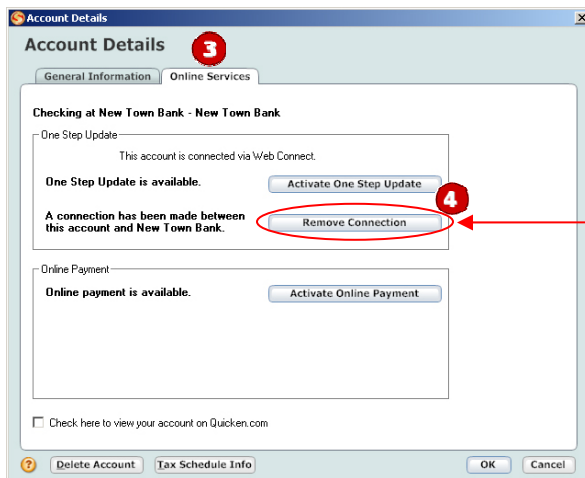 Account Details
Account Details
3
General Information
Online Services
Checking at New Town Bank - New Town Bank
One Step Update
This account is connected via Web Connect.
One Step Update is available.
Activate One Step Update
4
A connection has been made between
this account and New Town Bank.
Remove Connection
Online Payment
Online payment is available.
Activate Online Payment
Check here to view your account on Quicken.com
?
Delete Account
Tax Schedule Info
OK
Cancel